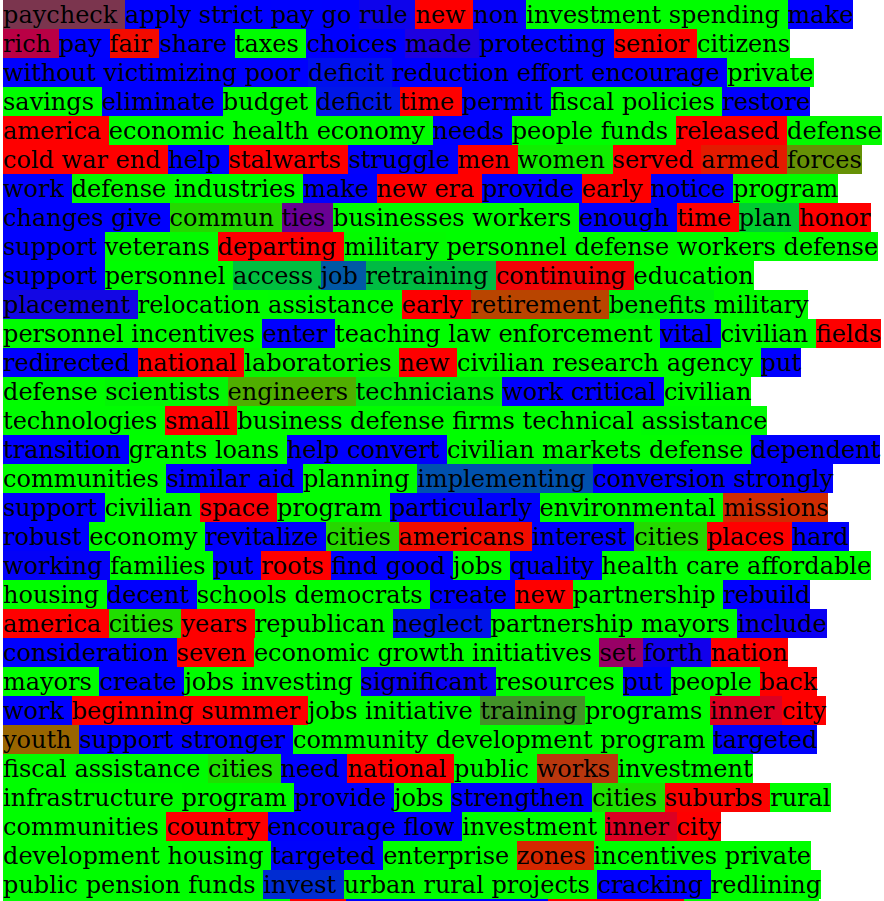 paycheck apply strict pay go rule new non investment spending make
rich pay fair share taxes choices made protecting senior citizens
without victimizing poor deficit reduction effort encourage private
savings eliminate budget deficit time permit fiscal policies restore
america economic health economy needs people funds released defense
cold war end help stalwarts struggle men women served armed forces
work defense industries make new era provide early notice program
changes give commun ties businesses workers enough time plan honor
support veterans departing military personnel defense workers defense
support personnel access job retraining continuing education
placement relocation assistance early retirement benefits military
personnel incentives enter teaching law enforcement vital civilian fields
redirected national laboratories new civilian research agency put
defense scientists engineers technicians work critical civilian
technologies small business defense firms technical assistance
transition grants loans help convert civilian markets defense dependent
communities similar aid planning implementing conversion strongly
support civilian space program particularly environmental missions
robust economy revitalize cities americans interest cities places hard
working families put roots find good jobs quality health care affordable
housing decent schools democrats create new partnership rebuild
america cities years republican neglect partnership mayors include
consideration seven economic growth initiatives set forth nation
mayors create jobs investing significant resources put people back
work beginning summer jobs initiative training programs inner city
youth support stronger community development program targeted
fiscal assistance cities need national public works investment
infrastructure program provide jobs strengthen cities suburbs rural
communities country encourage flow investment inner city
development housing targeted enterprise zones incentives private
public pension funds invest urban rural projects cracking redlining